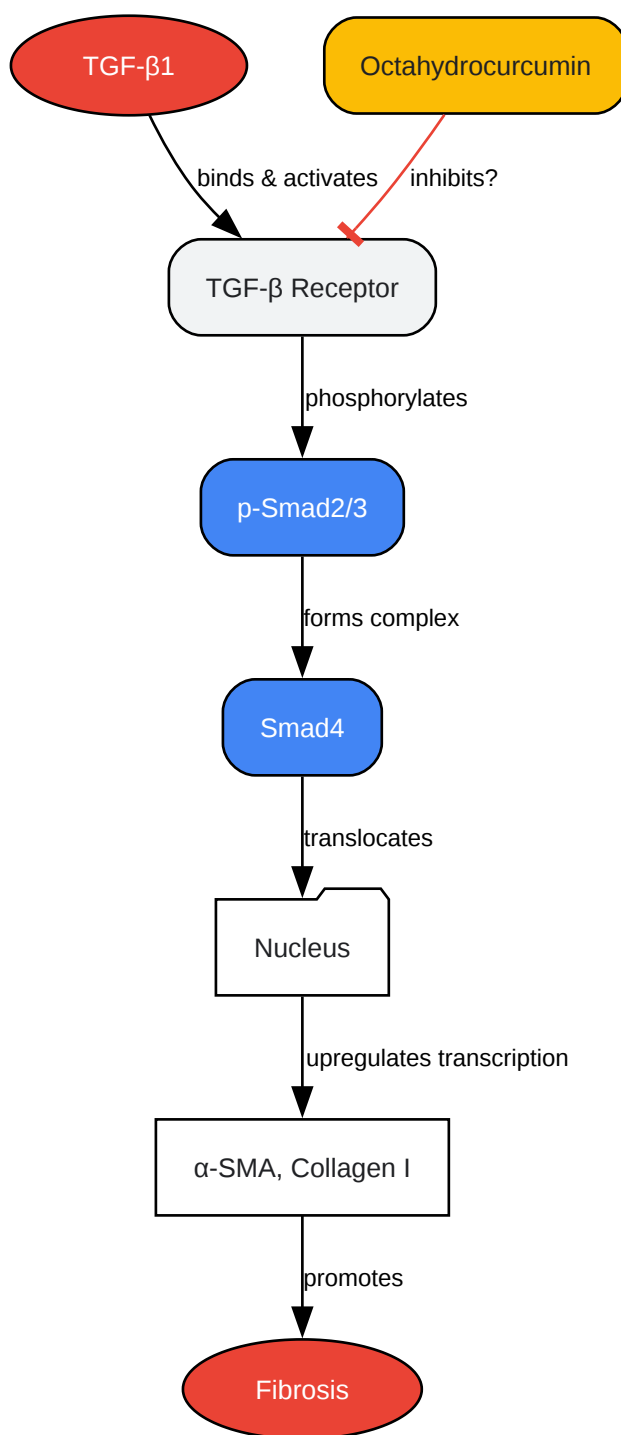 TGF-β1
Octahydrocurcumin
binds & activates
inhibits?
TGF-β Receptor
phosphorylates
p-Smad2/3
forms complex
Smad4
translocates
Nucleus
upregulates transcription
α-SMA, Collagen I
promotes
Fibrosis